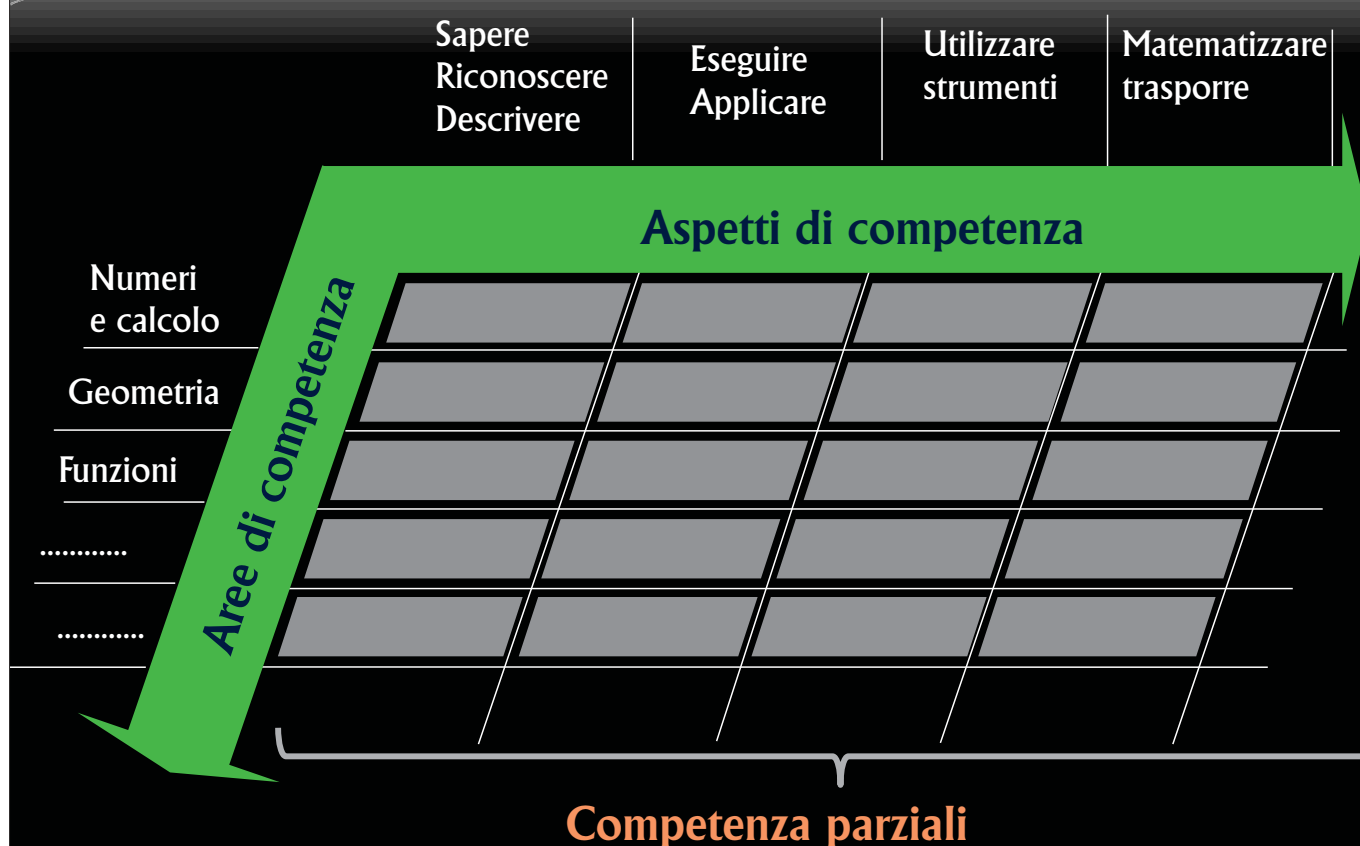 Sapere
Riconoscere
Descrivere
Eseguire
Applicare
Utilizzare
strumenti
Matematizzare
trasporre
Aspetti di competenza
Aree di competenza
Numeri
e calcolo
Geometria
Funzioni
............
............
Competenza parziali